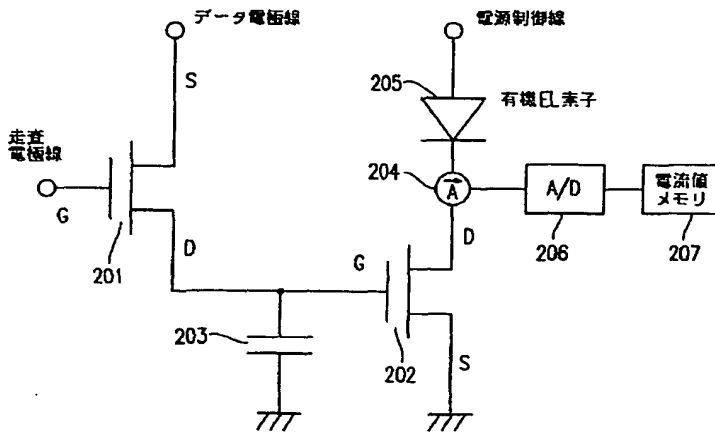 データ電極線
電源制御線
S
205
有機EL素子
走査
電極線
204
A
A/D
電流値
メモリ
G
201
D
G
D
206
207
203
202
S